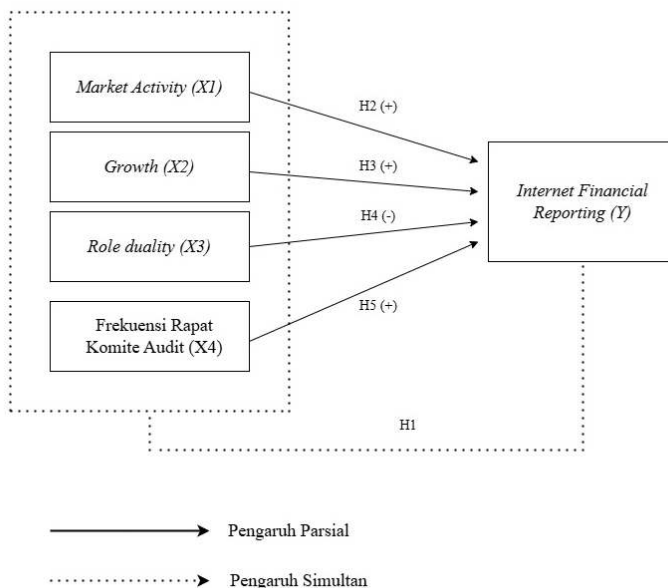 Market Activity (X1)
H2 (+)
Growth (X2)
H3 (+)
Internet Financial
Reporting (Y)
H4 (-)
Role duality (X3)
H5 (+)
Frekuensi Rapat
Komite Audit (X4)
H1
Pengaruh Parsial
Pengaruh Simultan